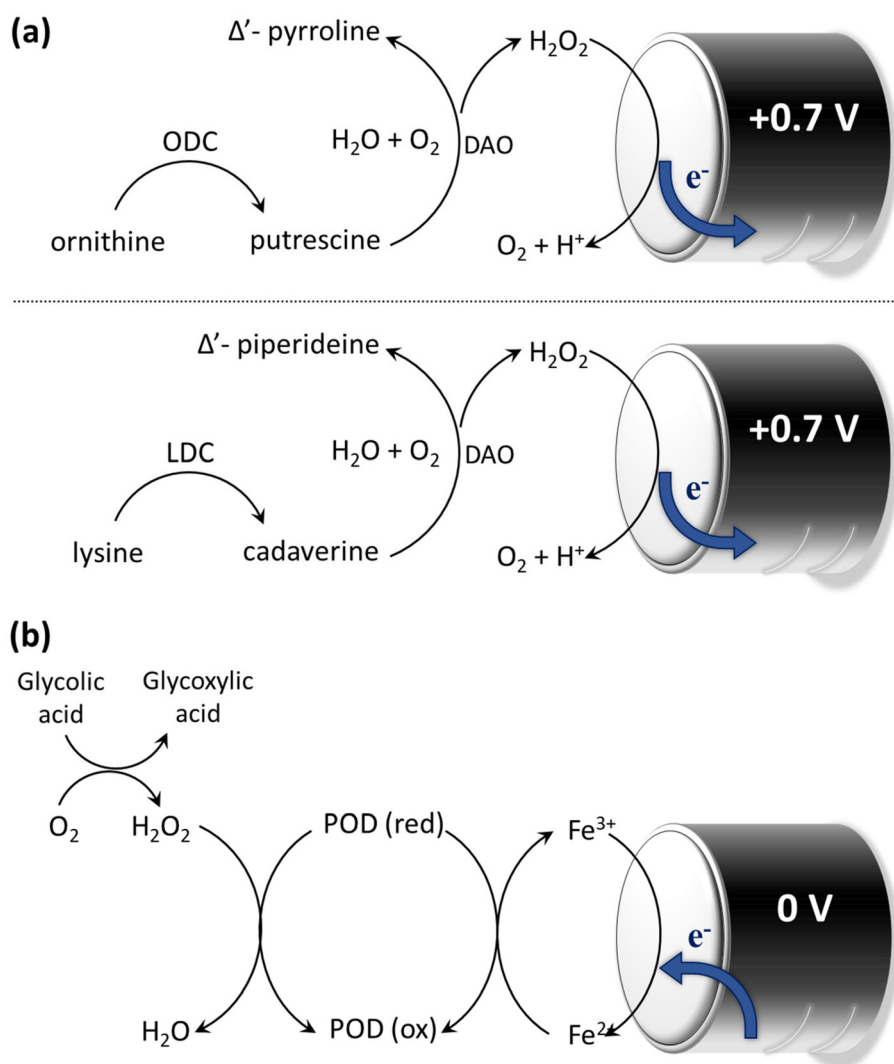 (a)
Δ'- pyrroline
H₂O₂
+0.7 V
ODC
H₂O + O₂
DAO
e⁻
ornithine
putrescine
O₂ + H⁺
Δ'- piperideine
H₂O₂
+0.7 V
LDC
H₂O + O₂
DAO
e⁻
lysine
cadaverine
O₂ + H⁺
(b)
Glycolic
acid
Glycoxylic
acid
O₂
H₂O₂
POD (red)
Fe³⁺
0 V
e⁻
H₂O
POD (ox)
Fe²⁺